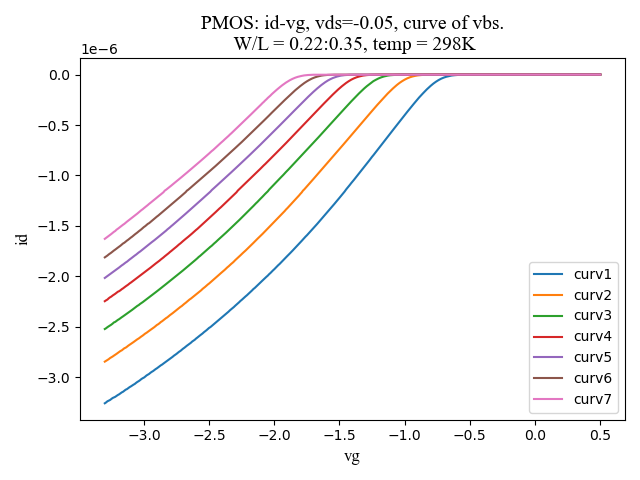 PMOS: id-vg, vds=-0.05, curve of vbs.
W/L = 0.22:0.35, temp = 298K
1e−6
0.0
−0.5
−1.0
−1.5
−2.0
−2.5
−3.0
id
−3.0 −2.5 −2.0 −1.5 −1.0 −0.5 0.0 0.5
vg
curv1
curv2
curv3
curv4
curv5
curv6
curv7